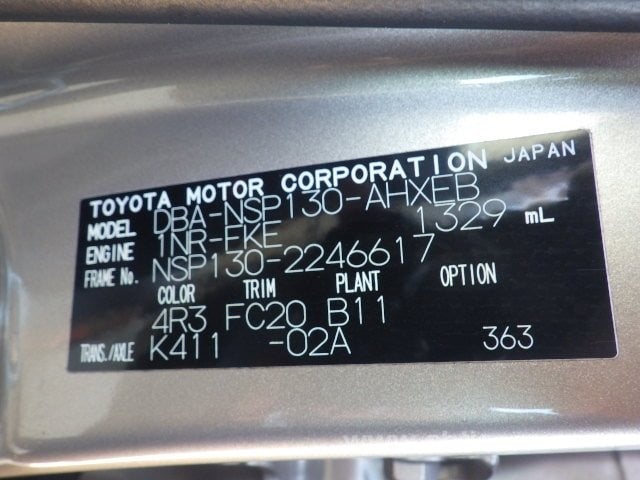 TOYOTA MOTOR CORPORATION JAPAN
MODEL DBA-NSP130-AHXEB
ENGINE 1NR-FKE 1329 mL
FRAME No. NSP130-2246617
COLOR TRIM PLANT OPTION
4R3 FC20 B11
TRANS./AXLE K411 -02A 363